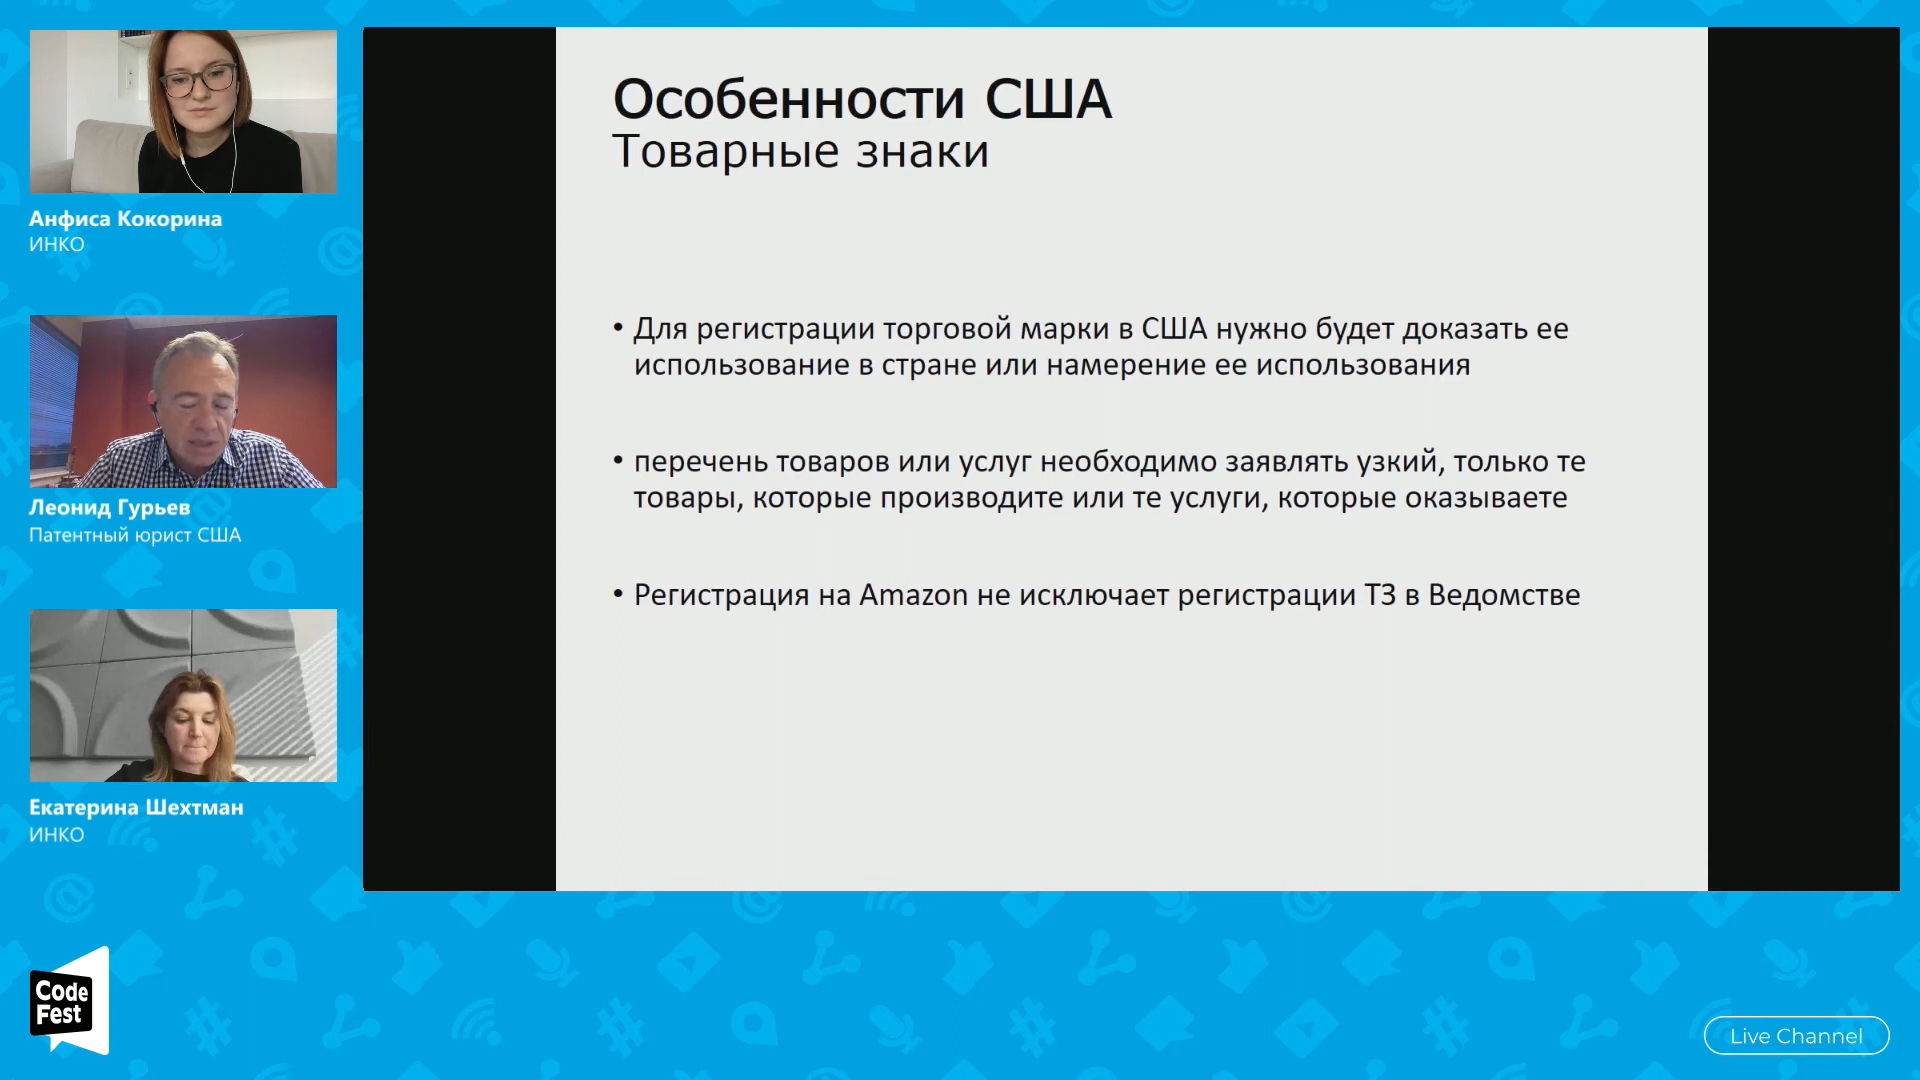 Анфиса Кокорина
ИНКО
Леонид Гурьев
Патентный юрист США
Екатерина Шехтман
ИНКО
Особенности США
Товарные знаки
• Для регистрации торговой марки в США нужно будет доказать ее
использование в стране или намерение ее использования
• перечень товаров или услуг необходимо заявлять узкий, только те
товары, которые производите или те услуги, которые оказываете
• Регистрация на Amazon не исключает регистрации ТЗ в Ведомстве
Code
Fest
Live Channel